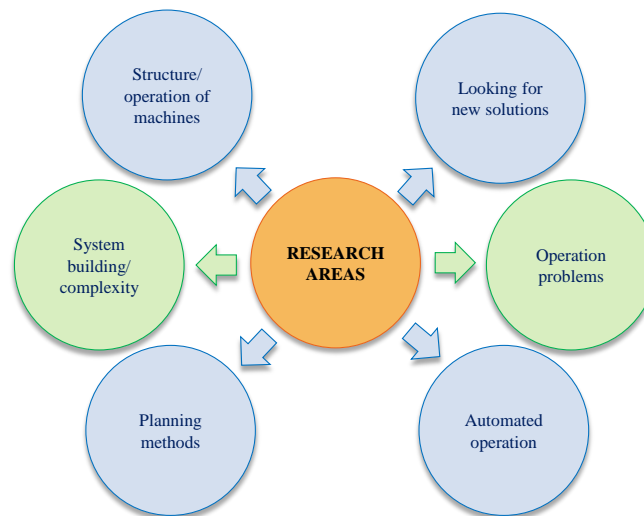 Structure/
operation of
machines
Looking for
new solutions
System
building/
complexity
RESEARCH
AREAS
Operation
problems
Planning
methods
Automated
operation